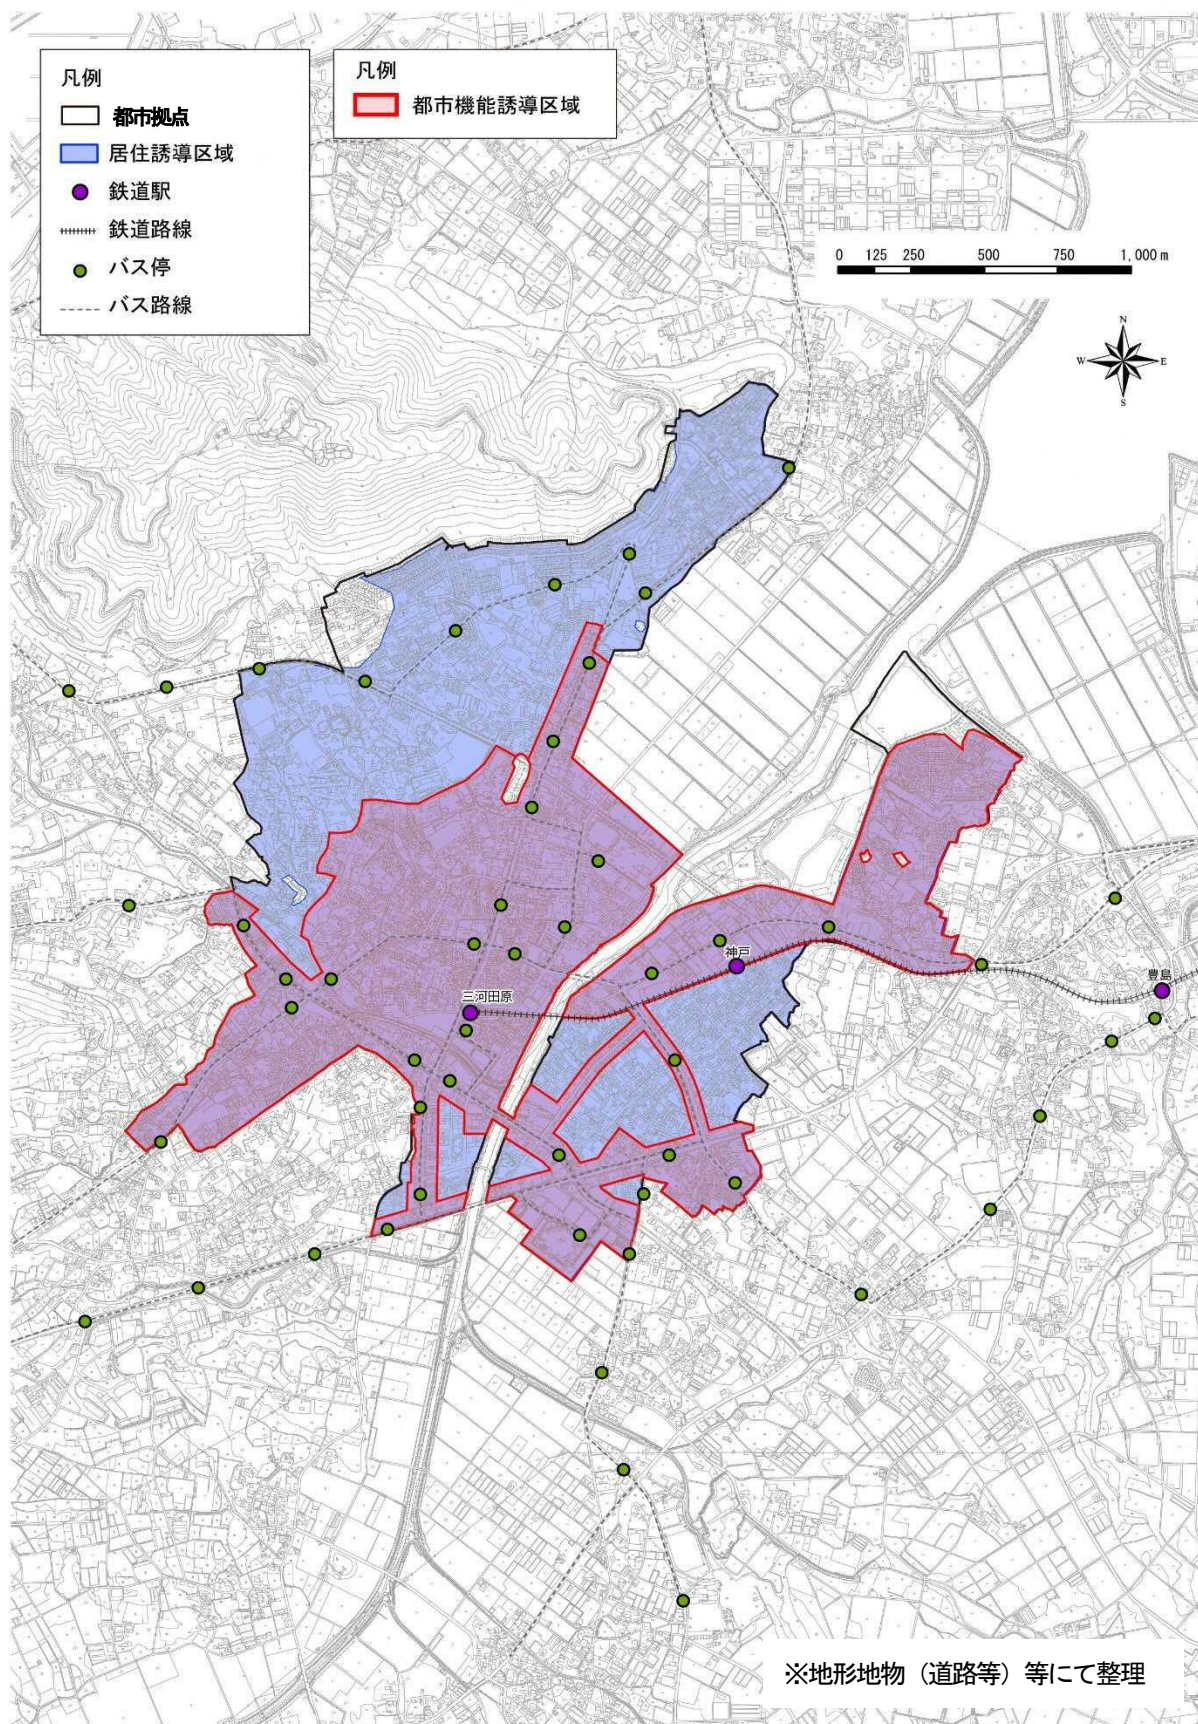 凡例
都市拠点
居住誘導区域
鉄道駅
鉄道路線
バス停
バス路線
凡例
都市機能誘導区域
0 125 250 500 750 1,000 m
N
W E
S
神戸
豊島
三河田原
※地形地物（道路等）等にて整理